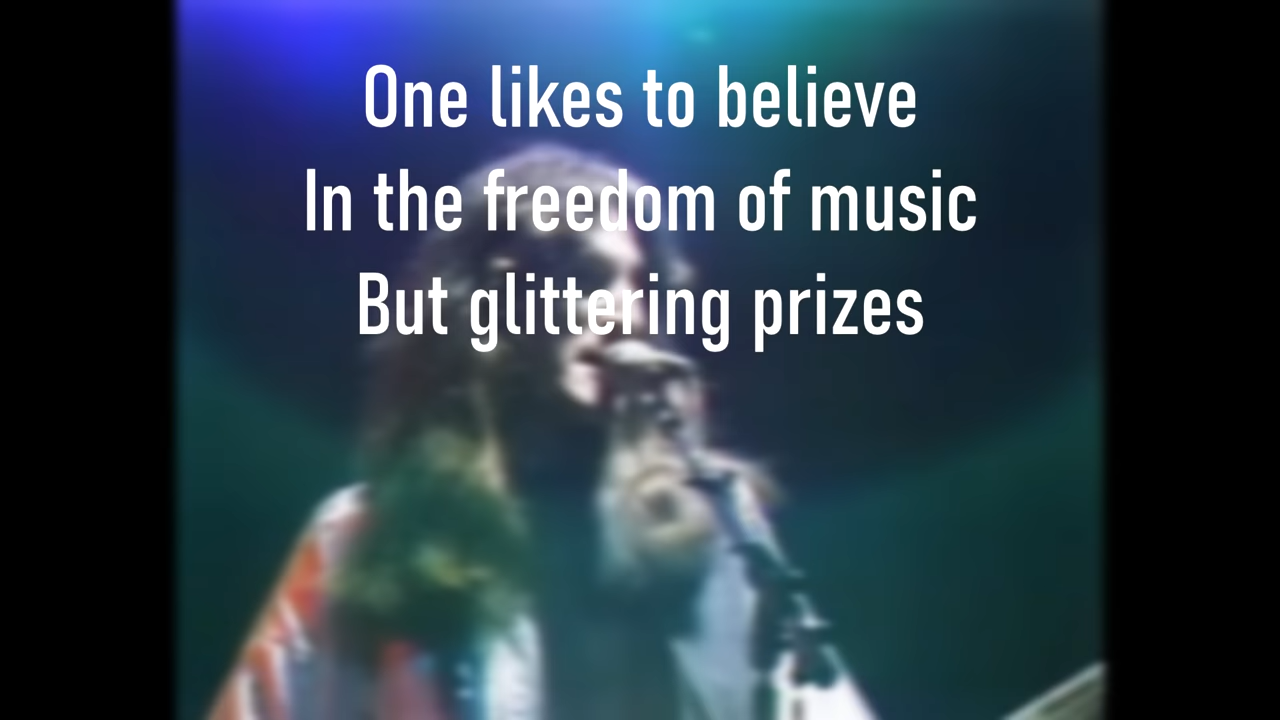 One likes to believe
In the freedom of music
But glittering prizes